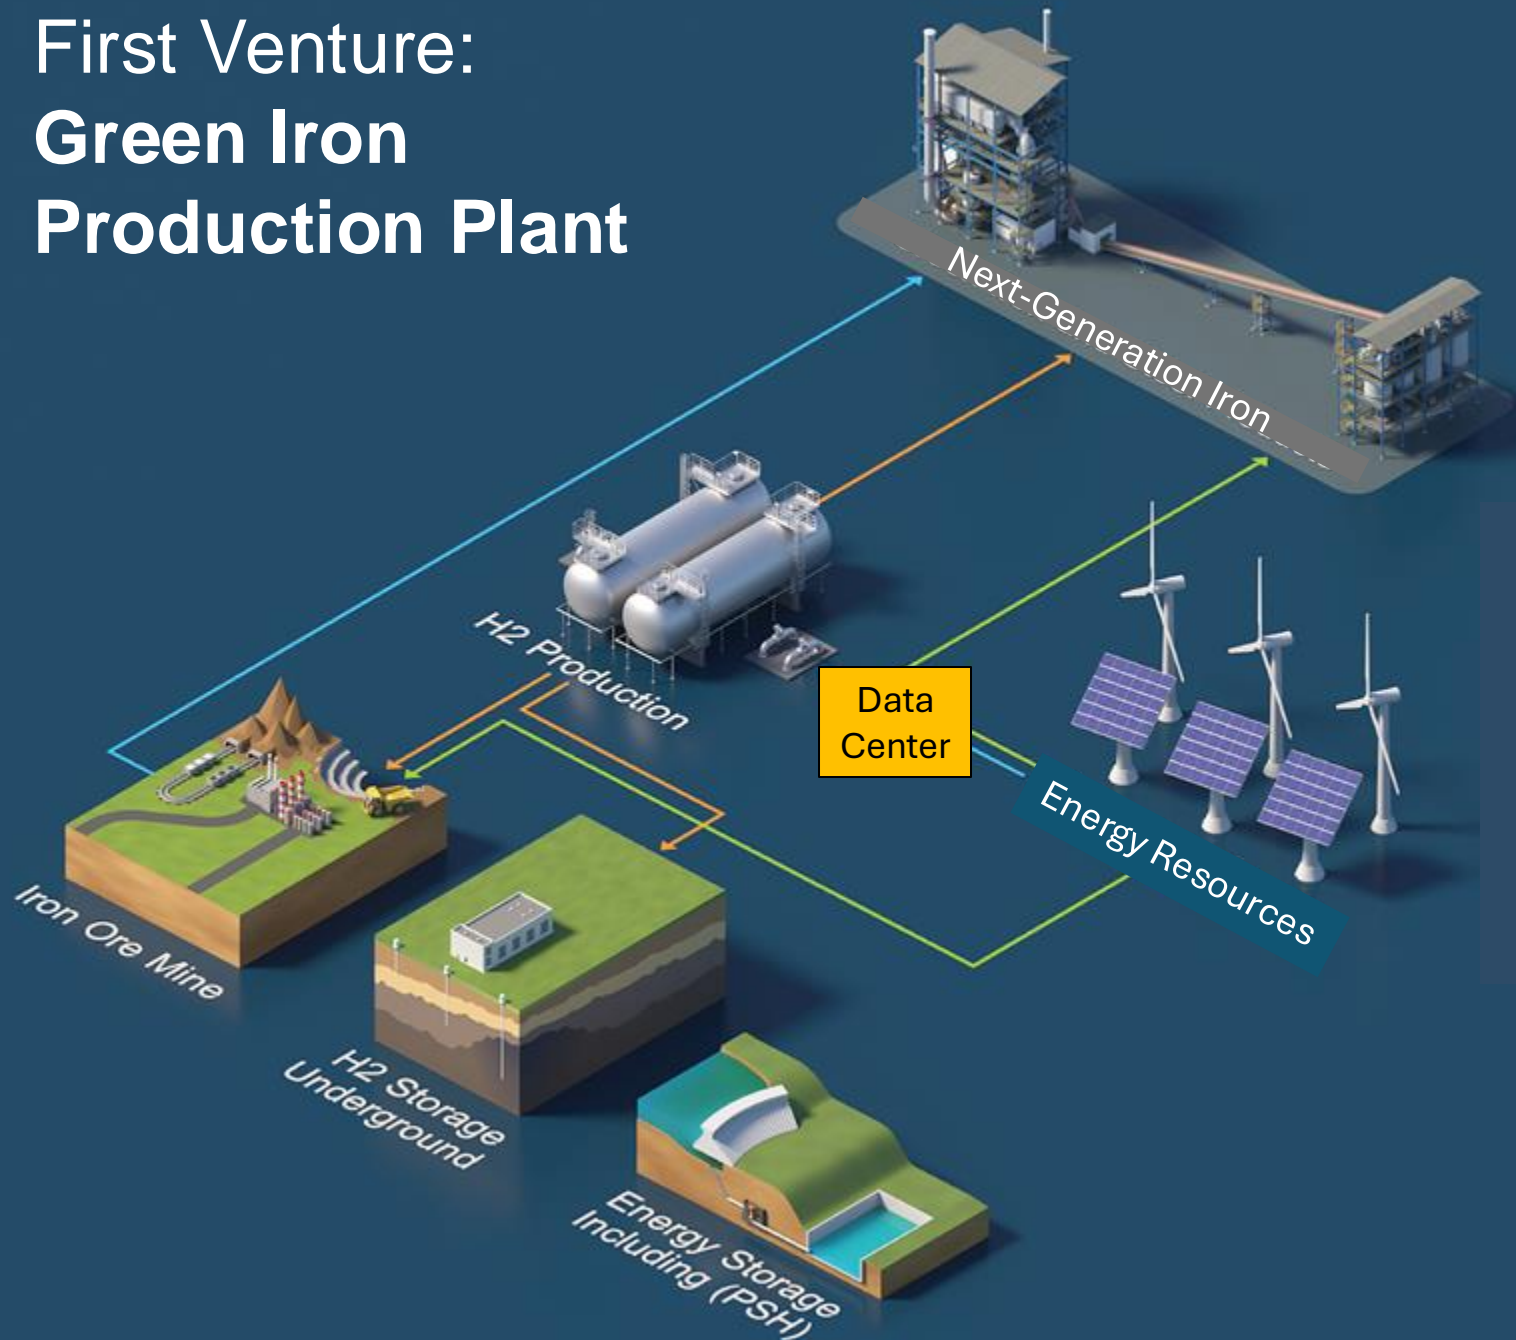 First Venture:
Green Iron
Production Plant
Next-Generation Iron
H2 Production
Data
Center
Energy Resources
Iron Ore Mine
H2 Storage
Underground
Energy Storage
Including (PSH)